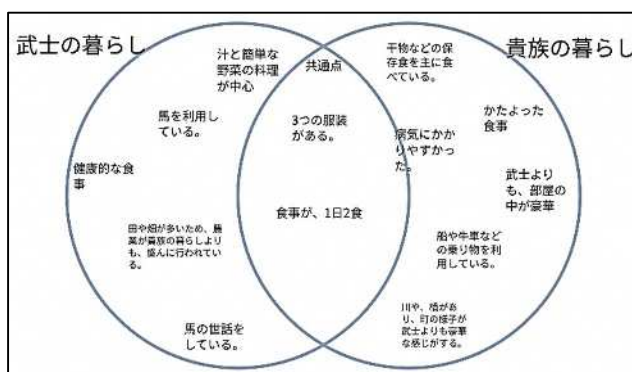 武士の暮らし
汁と簡単な
野菜の料理
が中心
馬を利用し
ている。
健康的な食
事
田や畑が多いため、農
業が貴族の暮らしより
も、盛んに行われてい
る。
馬の世話を
している。
共通点
3つの服装
がある。
食事が、1日2食
貴族の暮らし
干物などの保
存食を主に食
べている。
かたよった
食事
病気にかか
りやすかっ
た。
武士より
も、部屋の
中が豪華
船や牛車など
の乗り物を利
用している。
川や、橋があ
り、町の様子が
武士よりも豪華
な感じがする。